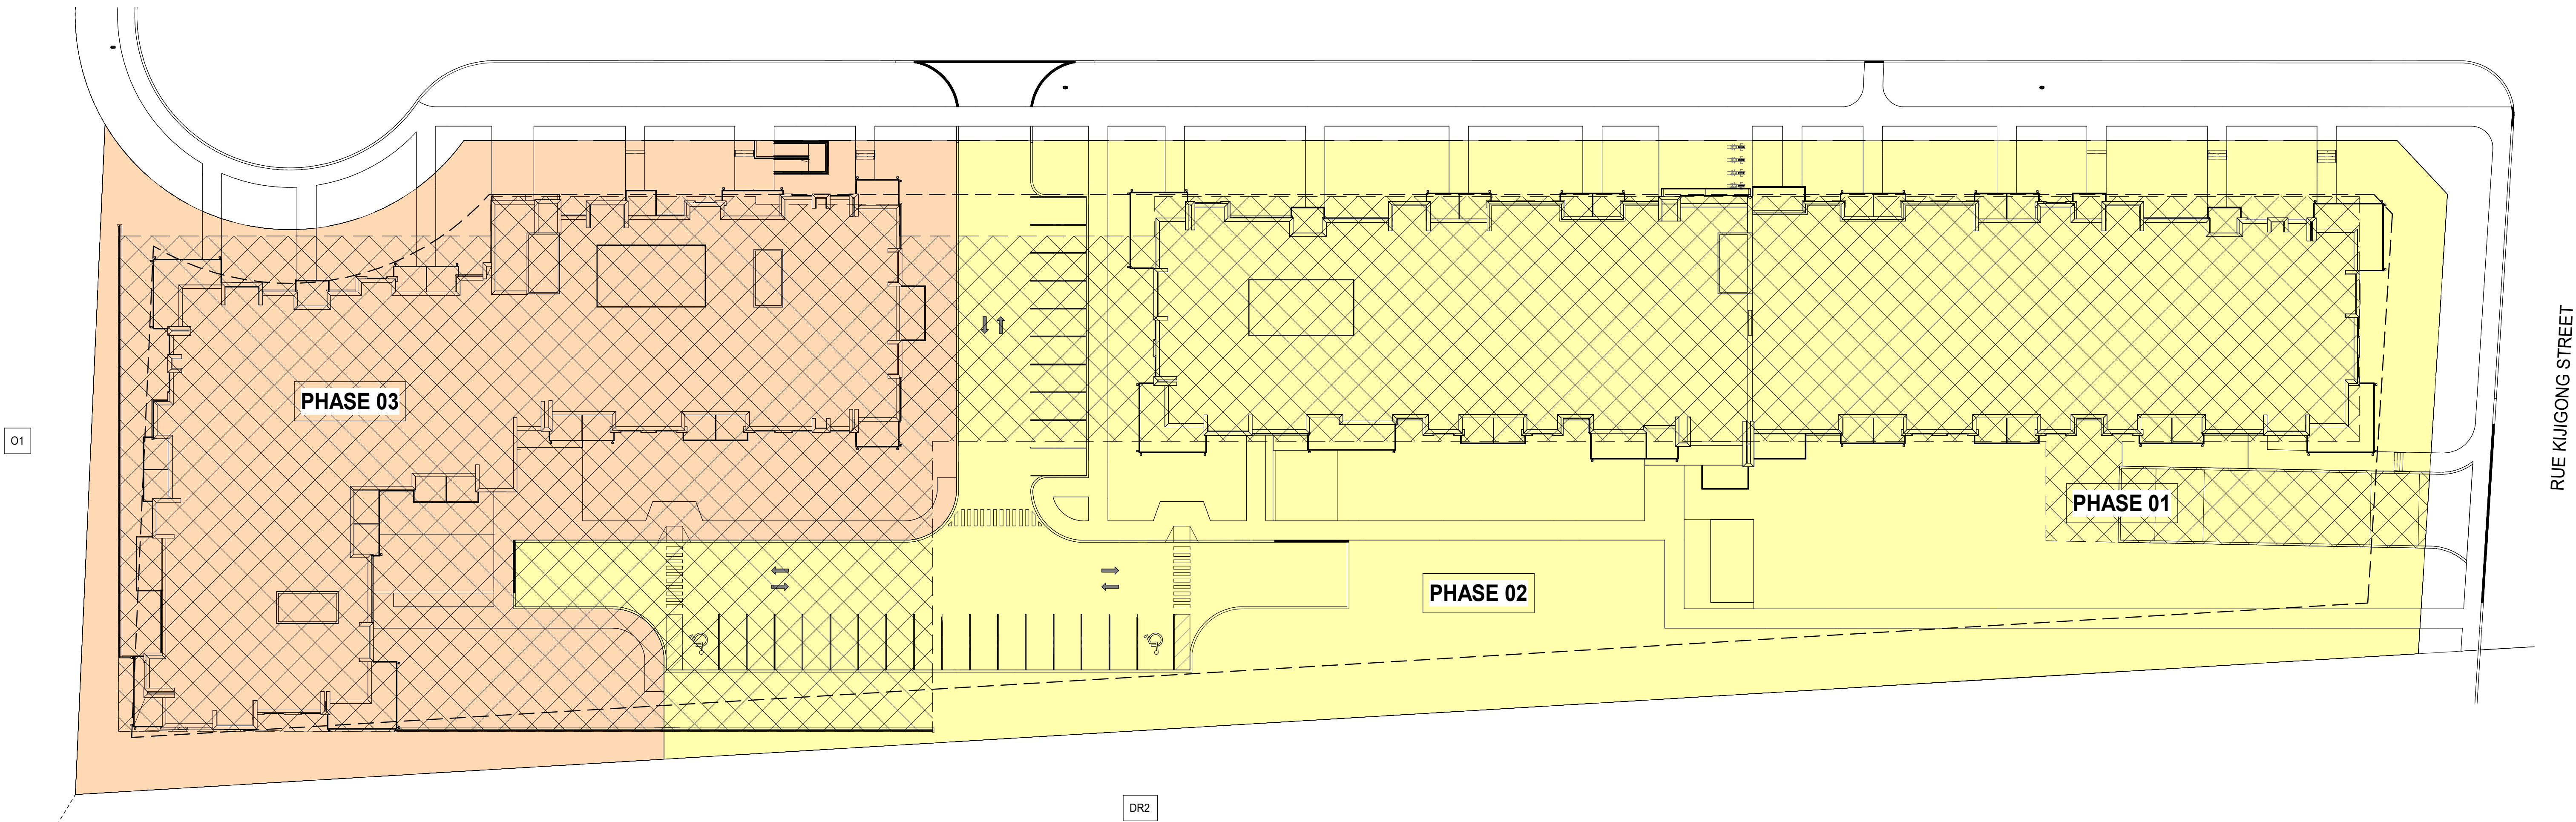 PHASE 03
O1
RUE KIJIGONG STREET
PHASE 01
PHASE 02
DR2